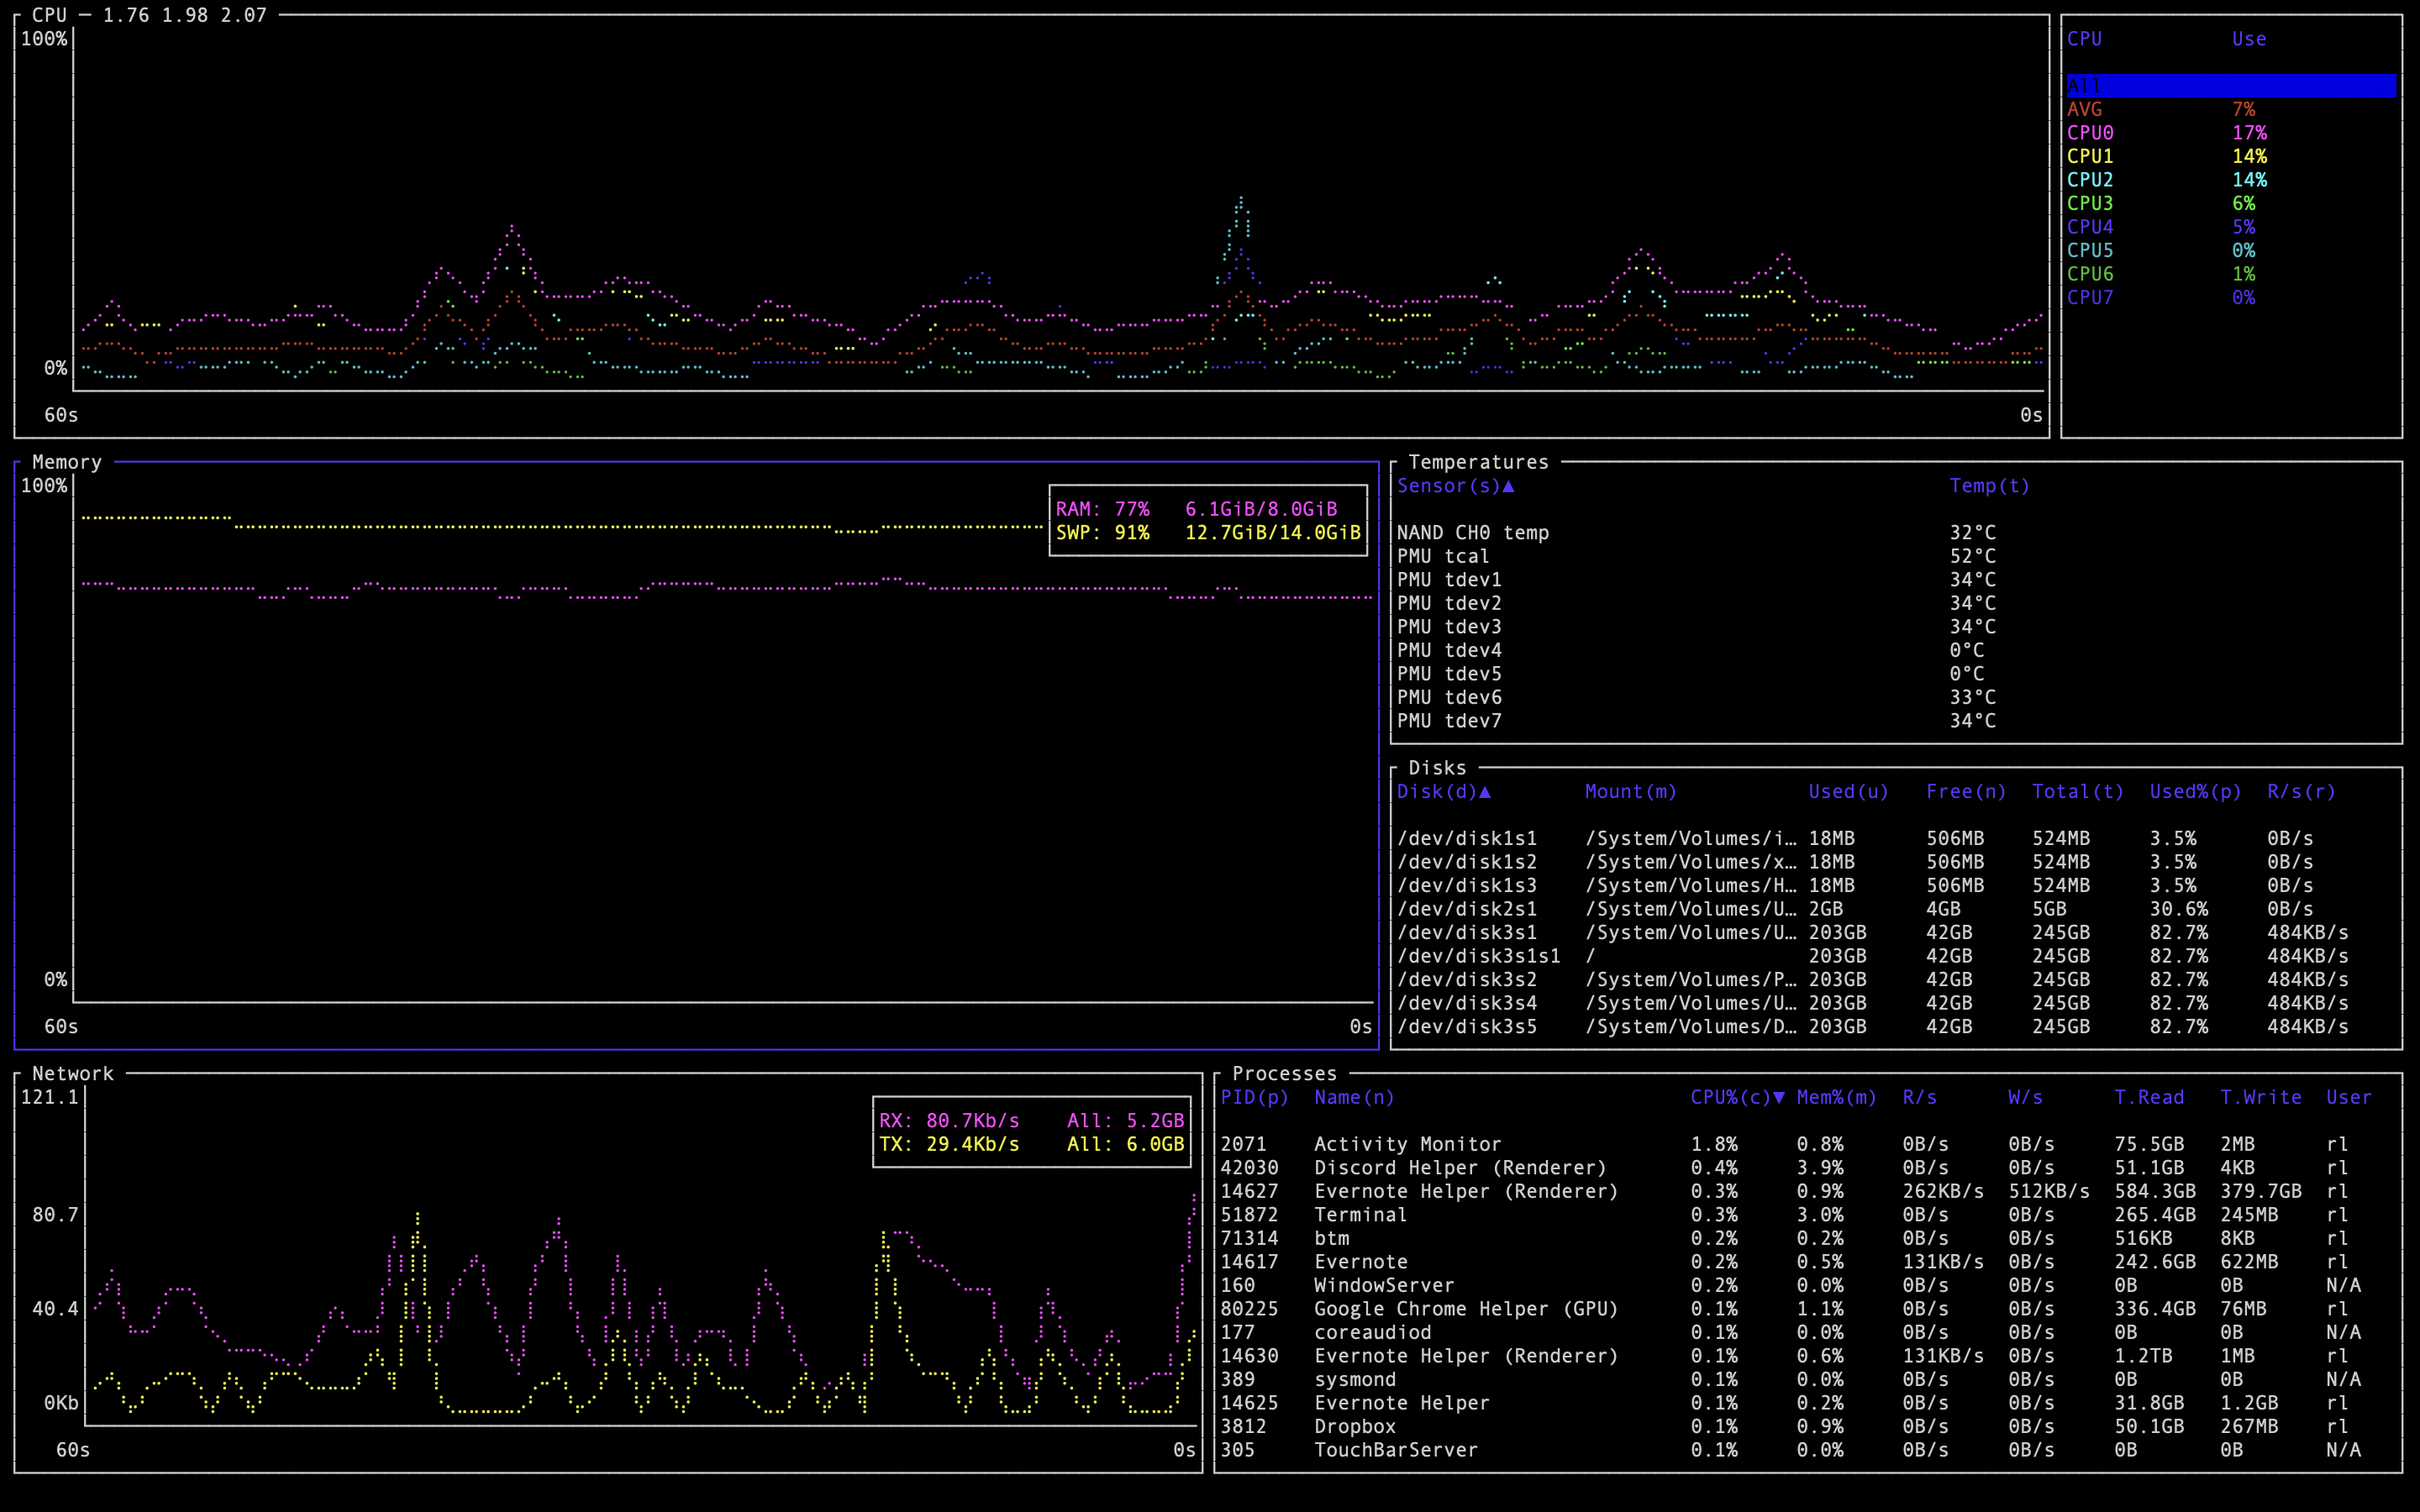 CPU — 1.76 1.98 2.07
100%
0%
60s 0s
CPU Use
All
AVG 7%
CPU0 17%
CPU1 14%
CPU2 14%
CPU3 6%
CPU4 5%
CPU5 0%
CPU6 1%
CPU7 0%
Memory
100%
RAM: 77% 6.1GiB/8.0GiB
SWP: 91% 12.7GiB/14.0GiB
0%
60s 0s
Temperatures
Sensor(s)▲ Temp(t)
NAND CH0 temp 32°C
PMU tcal 52°C
PMU tdev1 34°C
PMU tdev2 34°C
PMU tdev3 34°C
PMU tdev4 0°C
PMU tdev5 0°C
PMU tdev6 33°C
PMU tdev7 34°C
Disks
Disk(d)▲ Mount(m) Used(u) Free(n) Total(t) Used%(p) R/s(r)
/dev/disk1s1 /System/Volumes/i… 18MB 506MB 524MB 3.5% 0B/s
/dev/disk1s2 /System/Volumes/x… 18MB 506MB 524MB 3.5% 0B/s
/dev/disk1s3 /System/Volumes/H… 18MB 506MB 524MB 3.5% 0B/s
/dev/disk2s1 /System/Volumes/U… 2GB 4GB 5GB 30.6% 0B/s
/dev/disk3s1 /System/Volumes/U… 203GB 42GB 245GB 82.7% 484KB/s
/dev/disk3s1s1 / 203GB 42GB 245GB 82.7% 484KB/s
/dev/disk3s2 /System/Volumes/P… 203GB 42GB 245GB 82.7% 484KB/s
/dev/disk3s4 /System/Volumes/U… 203GB 42GB 245GB 82.7% 484KB/s
/dev/disk3s5 /System/Volumes/D… 203GB 42GB 245GB 82.7% 484KB/s
Network
121.1
RX: 80.7Kb/s All: 5.2GB
TX: 29.4Kb/s All: 6.0GB
80.7
40.4
0Kb
60s 0s
Processes
PID(p) Name(n) CPU%(c)▼ Mem%(m) R/s W/s T.Read T.Write User
2071 Activity Monitor 1.8% 0.8% 0B/s 0B/s 75.5GB 2MB rl
42030 Discord Helper (Renderer) 0.4% 3.9% 0B/s 0B/s 51.1GB 4KB rl
14627 Evernote Helper (Renderer) 0.3% 0.9% 262KB/s 512KB/s 584.3GB 379.7GB rl
51872 Terminal 0.3% 3.0% 0B/s 0B/s 265.4GB 245MB rl
71314 btm 0.2% 0.2% 0B/s 0B/s 516KB 8KB rl
14617 Evernote 0.2% 0.5% 131KB/s 0B/s 242.6GB 622MB rl
160 WindowServer 0.2% 0.0% 0B/s 0B/s 0B 0B N/A
80225 Google Chrome Helper (GPU) 0.1% 1.1% 0B/s 0B/s 336.4GB 76MB rl
177 coreaudiod 0.1% 0.0% 0B/s 0B/s 0B 0B N/A
14630 Evernote Helper (Renderer) 0.1% 0.6% 131KB/s 0B/s 1.2TB 1MB rl
389 sysmond 0.1% 0.0% 0B/s 0B/s 0B 0B N/A
14625 Evernote Helper 0.1% 0.2% 0B/s 0B/s 31.8GB 1.2GB rl
3812 Dropbox 0.1% 0.9% 0B/s 0B/s 50.1GB 267MB rl
305 TouchBarServer 0.1% 0.0% 0B/s 0B/s 0B 0B N/A